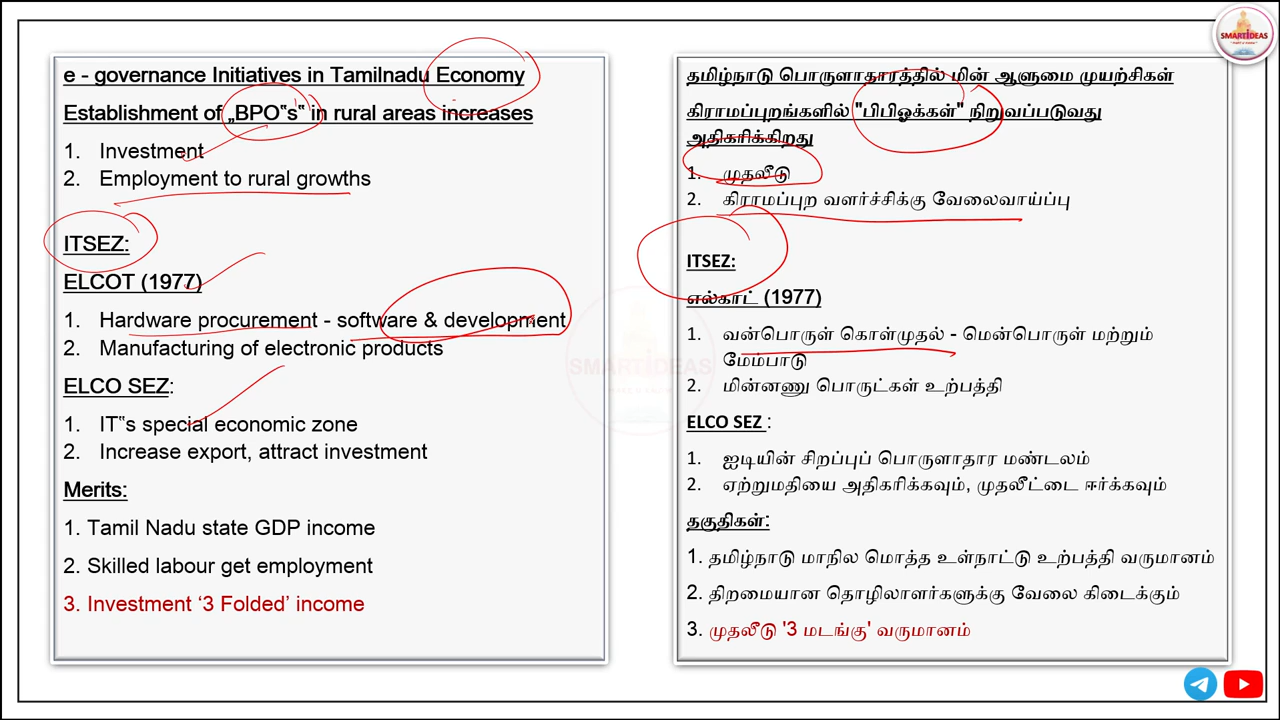 SMARTIDEAS
e - governance Initiatives in Tamilnadu Economy
Establishment of „BPO‟s‟ in rural areas increases
1. Investment
2. Employment to rural growths
ITSEZ:
ELCOT (1977)
1. Hardware procurement - software & development
2. Manufacturing of electronic products
ELCO SEZ:
1. IT‟s special economic zone
2. Increase export, attract investment
Merits:
1. Tamil Nadu state GDP income
2. Skilled labour get employment
3. Investment ‘3 Folded’ income
தமிழ்நாடு பொருளாதாரத்தில் மின் ஆளுமை முயற்சிகள்
கிராமப்புறங்களில் "பிபிஓக்கள்" நிறுவப்படுவது
அதிகரிக்கிறது
1. முதலீடு
2. கிராமப்புற வளர்ச்சிக்கு வேலைவாய்ப்பு
ITSEZ:
எல்காட் (1977)
1. வன்பொருள் கொள்முதல் - மென்பொருள் மற்றும்
மேம்பாடு
2. மின்னணு பொருட்கள் உற்பத்தி
ELCO SEZ :
1. ஐடியின் சிறப்புப் பொருளாதார மண்டலம்
2. ஏற்றுமதியை அதிகரிக்கவும், முதலீட்டை ஈர்க்கவும்
தகுதிகள்:
1. தமிழ்நாடு மாநில மொத்த உள்நாட்டு உற்பத்தி வருமானம்
2. திறமையான தொழிலாளர்களுக்கு வேலை கிடைக்கும்
3. முதலீடு '3 மடங்கு' வருமானம்
SMARTIDEAS